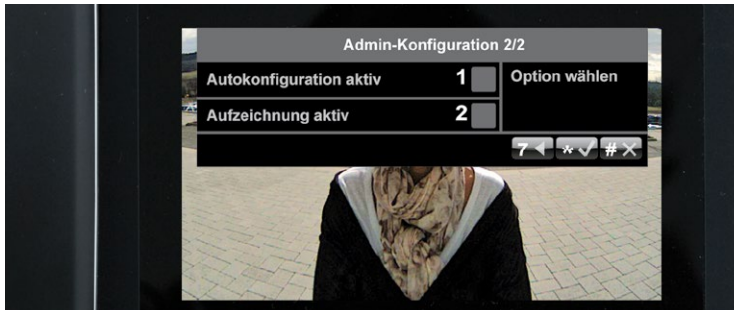 Admin-Konfiguration 2/2
Autokonfiguration aktiv 1 Option wählen
Aufzeichnung aktiv 2
7 * #